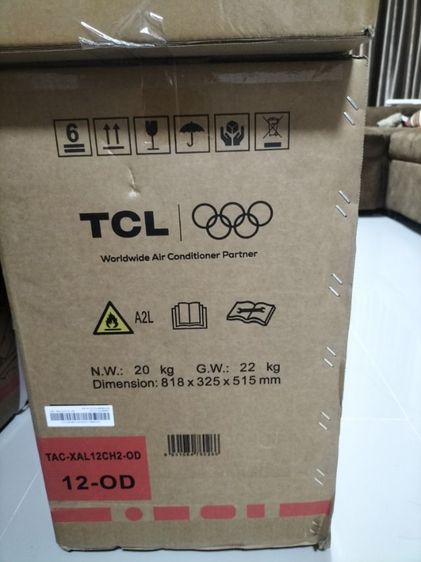 6
TCL
Worldwide Air Conditioner Partner
A2L
N.W.: 20 kg G.W.: 22 kg
Dimension: 818 x 325 x 515 mm
TAC-XAL12CH2-OD
12-OD